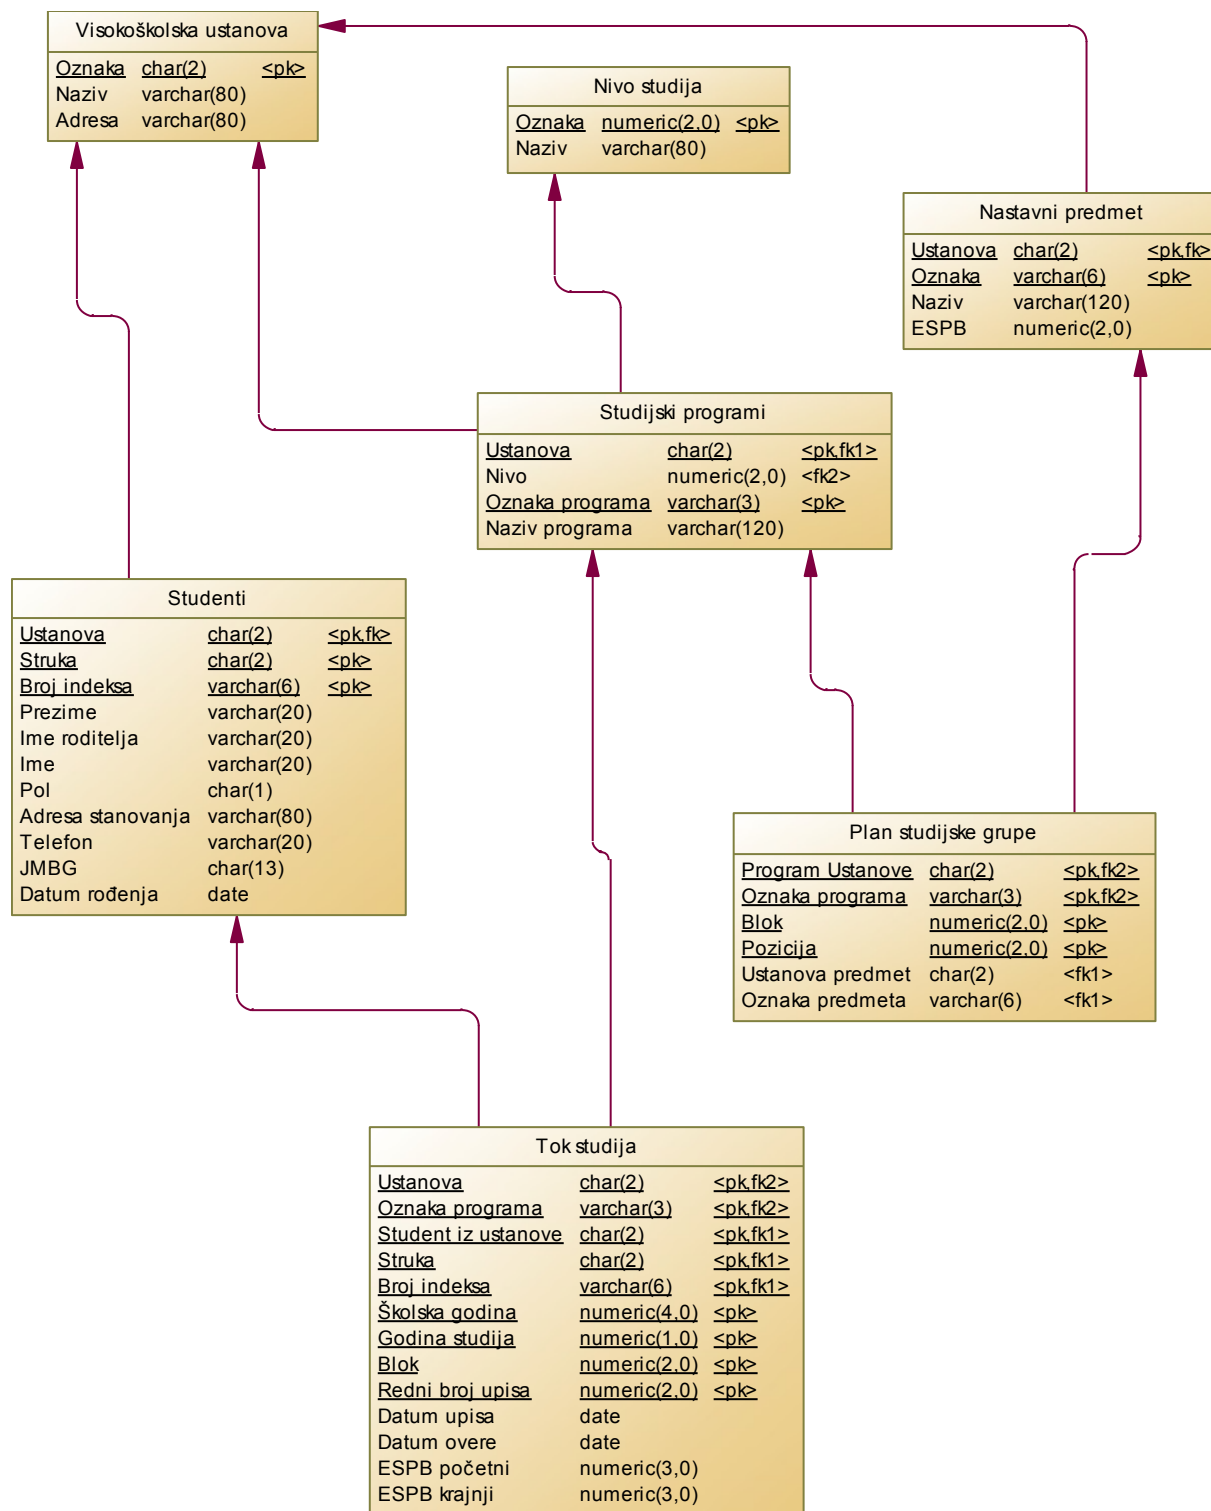 Visokoškolska ustanova
Oznaka char(2) <pk>
Naziv varchar(80)
Adresa varchar(80)
Nivo studija
Oznaka numeric(2,0) <pk>
Naziv varchar(80)
Nastavni predmet
Ustanova char(2) <pk,fk>
Oznaka varchar(6) <pk>
Naziv varchar(120)
ESPB numeric(2,0)
Studijski programi
Ustanova char(2) <pk,fk1>
Nivo numeric(2,0) <fk2>
Oznaka programa varchar(3) <pk>
Naziv programa varchar(120)
Studenti
Ustanova char(2) <pk,fk>
Struka char(2) <pk>
Broj indeksa varchar(6) <pk>
Prezime varchar(20)
Ime roditelja varchar(20)
Ime varchar(20)
Pol char(1)
Adresa stanovanja varchar(80)
Telefon varchar(20)
JMBG char(13)
Datum rođenja date
Plan studijske grupe
Program Ustanove char(2) <pk,fk2>
Oznaka programa varchar(3) <pk,fk2>
Blok numeric(2,0) <pk>
Pozicija numeric(2,0) <pk>
Ustanova predmet char(2) <fk1>
Oznaka predmeta varchar(6) <fk1>
Tok studija
Ustanova char(2) <pk,fk2>
Oznaka programa varchar(3) <pk,fk2>
Student iz ustanove char(2) <pk,fk1>
Struka char(2) <pk,fk1>
Broj indeksa varchar(6) <pk,fk1>
Školska godina numeric(4,0) <pk>
Godina studija numeric(1,0) <pk>
Blok numeric(2,0) <pk>
Redni broj upisa numeric(2,0) <pk>
Datum upisa date
Datum overe date
ESPB početni numeric(3,0)
ESPB krajnji numeric(3,0)